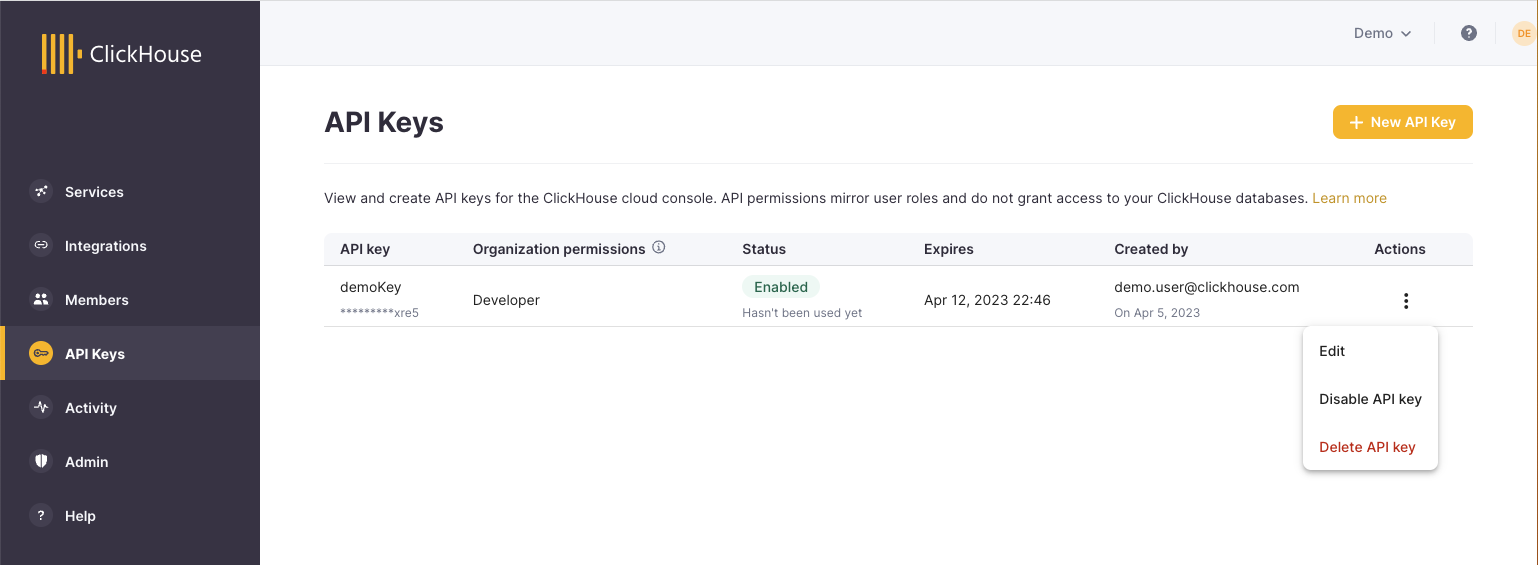 ClickHouse
Demo
?
DE
Services
Integrations
Members
API Keys
Activity
Admin
? Help
API Keys
+ New API Key
View and create API keys for the ClickHouse cloud console. API permissions mirror user roles and do not grant access to your ClickHouse databases. Learn more
API key Organization permissions Status Expires Created by Actions
demoKey Developer Enabled Apr 12, 2023 22:46 demo.user@clickhouse.com
*********xre5 Hasn't been used yet On Apr 5, 2023
Edit
Disable API key
Delete API key